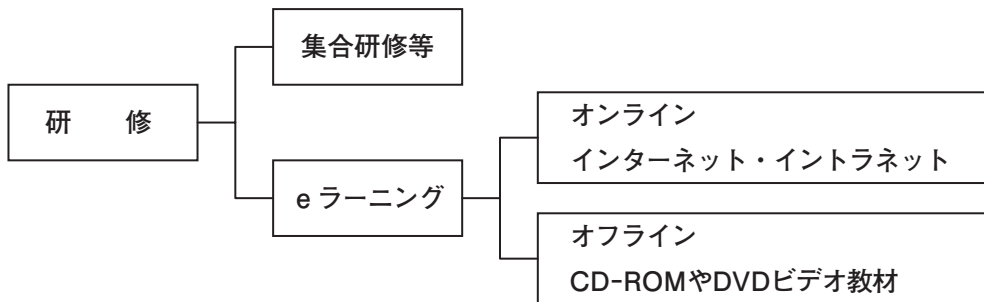 研　修
集合研修等
eラーニング
オンライン
インターネット・イントラネット
オフライン
CD-ROMやDVDビデオ教材